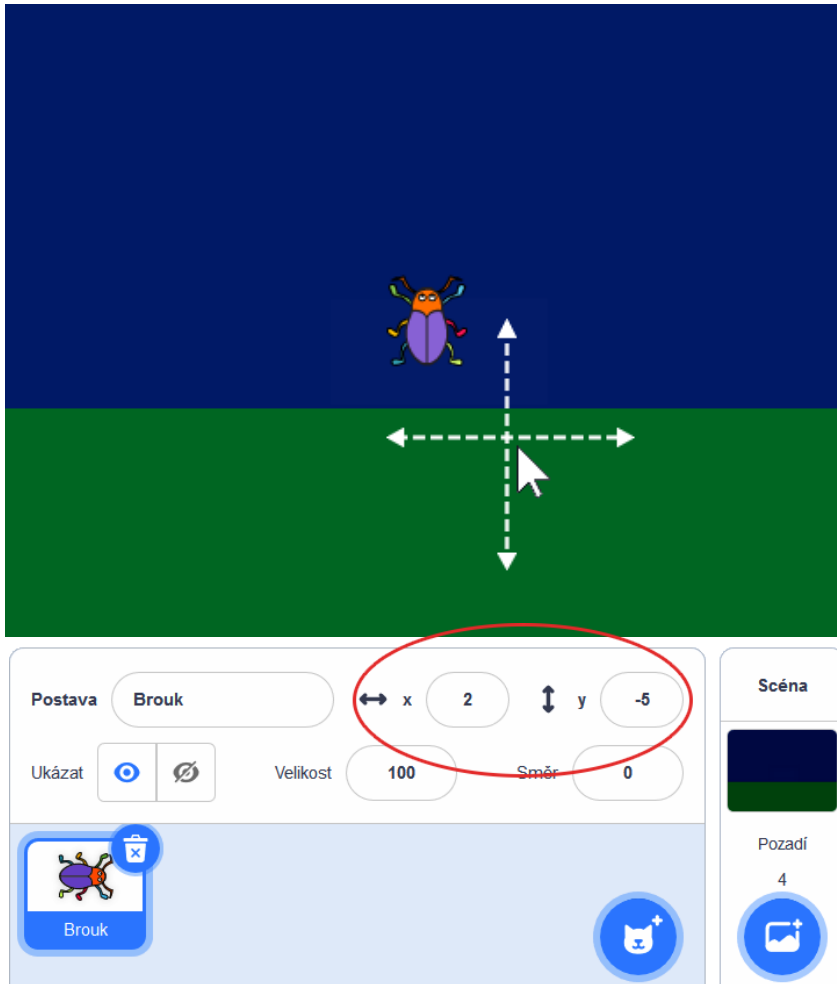 Postava Brouk x 2 y -5
Ukázat Velikost 100 Směr 0
Brouk
Scéna
Pozadí
4